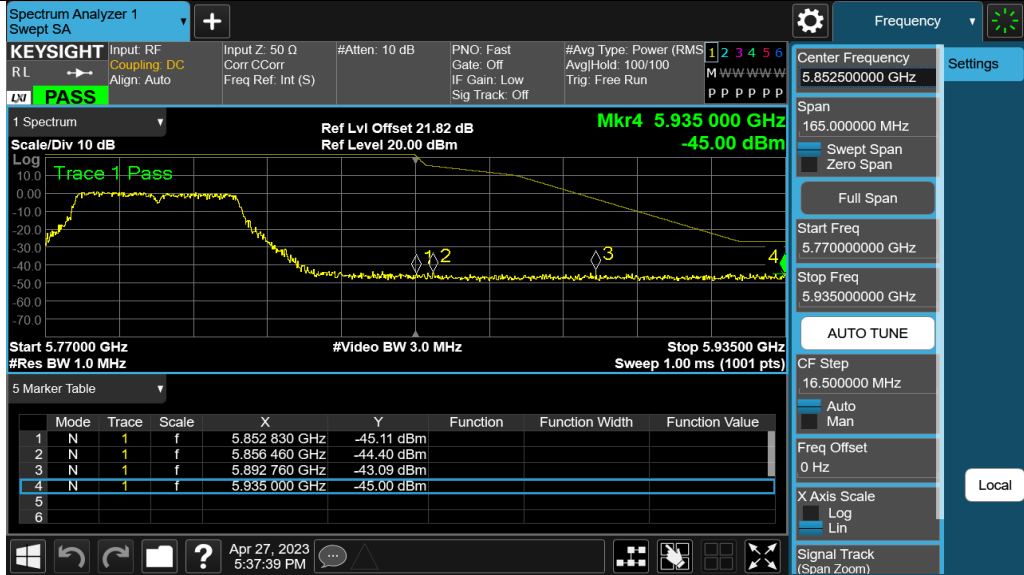 Spectrum Analyzer 1
Swept SA
Frequency
KEYSIGHT
R L
LXI
PASS
Input: RF
Coupling: DC
Align: Auto
Input Z: 50 Ω
Corr CCorr
Freq Ref: Int (S)
#Atten: 10 dB
PNO: Fast
Gate: Off
IF Gain: Low
Sig Track: Off
#Avg Type: Power (RMS
Avg|Hold: 100/100
Trig: Free Run
1 2 3 4 5 6
M W W W W W
P P P P P P
1 Spectrum
Scale/Div 10 dB
Ref Lvl Offset 21.82 dB
Ref Level 20.00 dBm
Mkr4 5.935 000 GHz
-45.00 dBm
Log
Trace 1 Pass
10.0
0.00
-10.0
-20.0
-30.0
-40.0
-50.0
-60.0
-70.0
1
2
3
4
Start 5.77000 GHz
#Video BW 3.0 MHz
Stop 5.93500 GHz
#Res BW 1.0 MHz
Sweep 1.00 ms (1001 pts)
5 Marker Table
Mode Trace Scale X Y Function Function Width Function Value
1 N 1 f 5.852 830 GHz -45.11 dBm
2 N 1 f 5.856 460 GHz -44.40 dBm
3 N 1 f 5.892 760 GHz -43.09 dBm
4 N 1 f 5.935 000 GHz -45.00 dBm
5
6
?
Apr 27, 2023
5:37:39 PM
Center Frequency
5.852500000 GHz
Span
165.000000 MHz
Swept Span
Zero Span
Full Span
Start Freq
5.770000000 GHz
Stop Freq
5.935000000 GHz
AUTO TUNE
CF Step
16.500000 MHz
Auto
Man
Freq Offset
0 Hz
X Axis Scale
Log
Lin
Signal Track
(Span Zoom)
Settings
Local